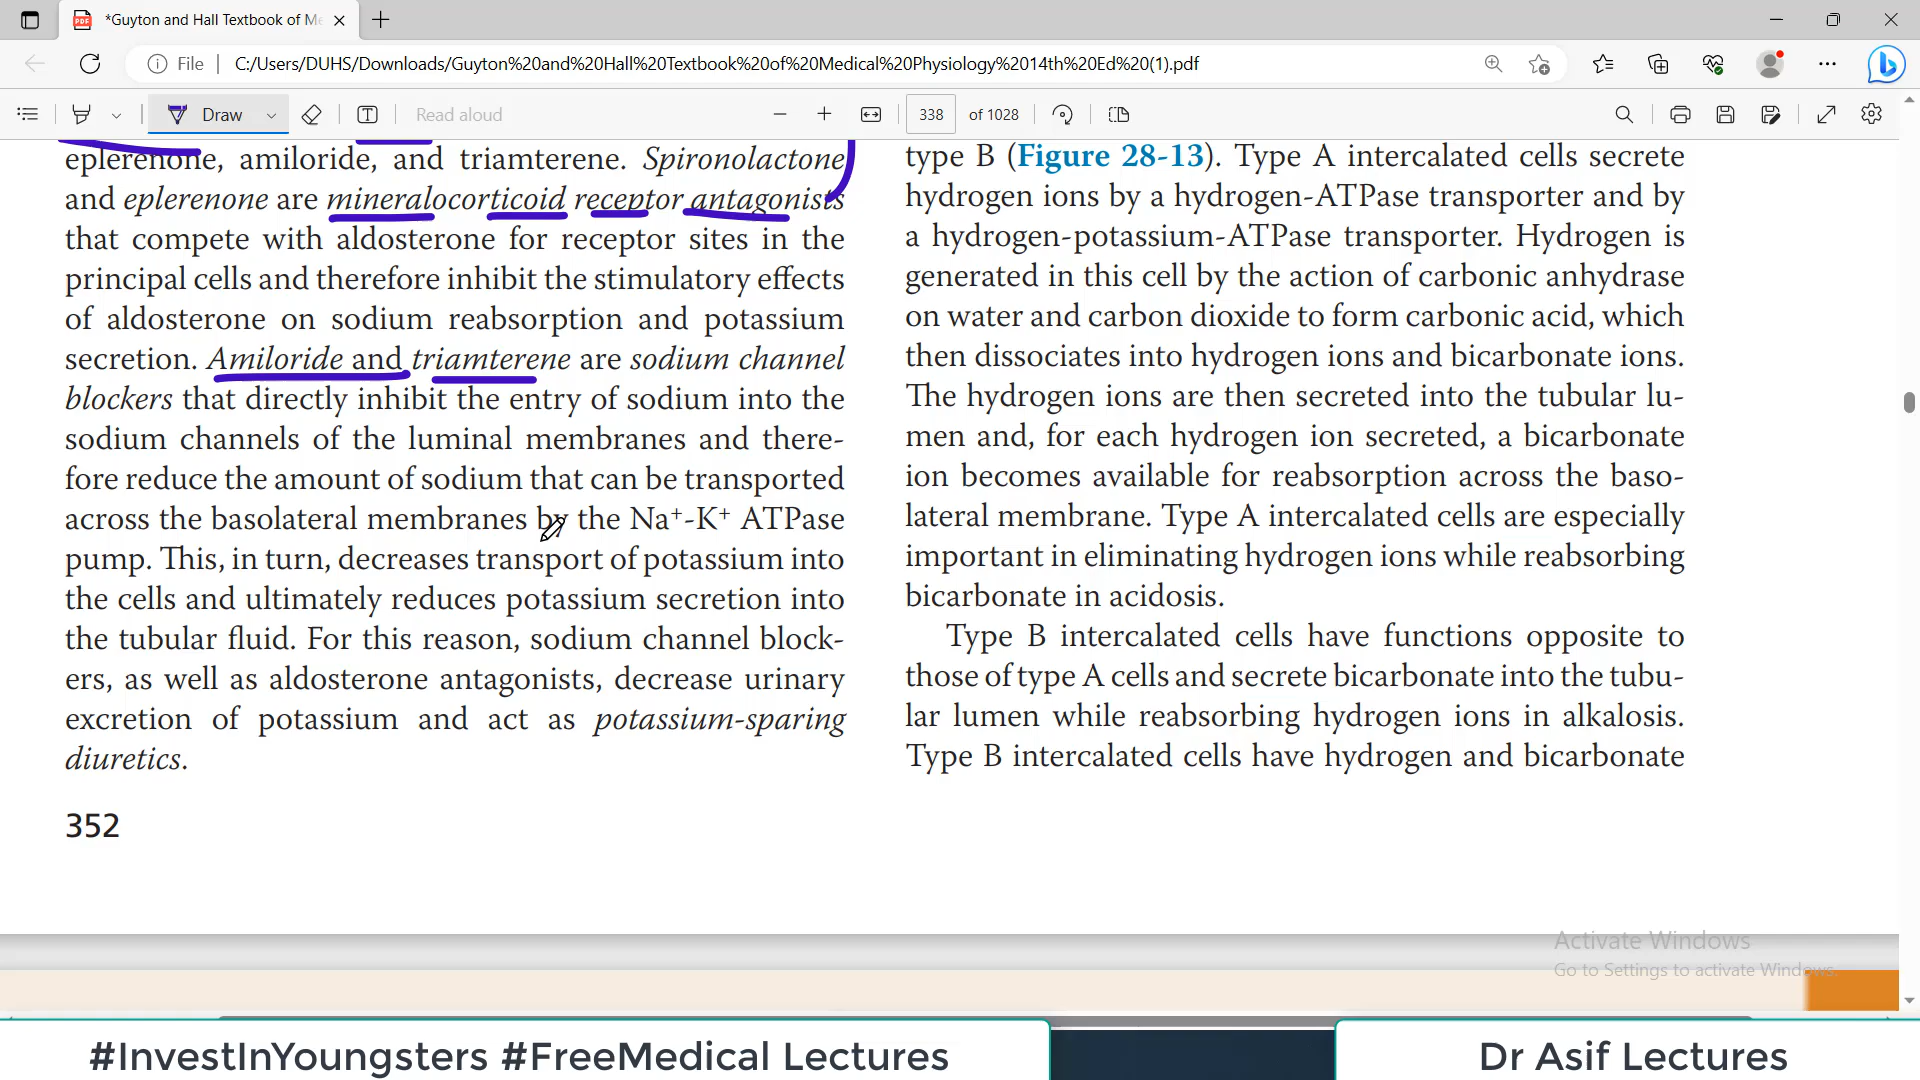 *Guyton and Hall Textbook of Me
File
C:/Users/DUHS/Downloads/Guyton%20and%20Hall%20Textbook%20of%20Medical%20Physiology%2014th%20Ed%20(1).pdf
Draw
Read aloud
338 of 1028
eplerenone, amiloride, and triamterene. Spironolactone
and eplerenone are mineralocorticoid receptor antagonists
that compete with aldosterone for receptor sites in the
principal cells and therefore inhibit the stimulatory effects
of aldosterone on sodium reabsorption and potassium
secretion. Amiloride and triamterene are sodium channel
blockers that directly inhibit the entry of sodium into the
sodium channels of the luminal membranes and there-
fore reduce the amount of sodium that can be transported
across the basolateral membranes by the Na⁺-K⁺ ATPase
pump. This, in turn, decreases transport of potassium into
the cells and ultimately reduces potassium secretion into
the tubular fluid. For this reason, sodium channel block-
ers, as well as aldosterone antagonists, decrease urinary
excretion of potassium and act as potassium-sparing
diuretics.
352
type B (Figure 28-13). Type A intercalated cells secrete
hydrogen ions by a hydrogen-ATPase transporter and by
a hydrogen-potassium-ATPase transporter. Hydrogen is
generated in this cell by the action of carbonic anhydrase
on water and carbon dioxide to form carbonic acid, which
then dissociates into hydrogen ions and bicarbonate ions.
The hydrogen ions are then secreted into the tubular lu-
men and, for each hydrogen ion secreted, a bicarbonate
ion becomes available for reabsorption across the baso-
lateral membrane. Type A intercalated cells are especially
important in eliminating hydrogen ions while reabsorbing
bicarbonate in acidosis.
Type B intercalated cells have functions opposite to
those of type A cells and secrete bicarbonate into the tubu-
lar lumen while reabsorbing hydrogen ions in alkalosis.
Type B intercalated cells have hydrogen and bicarbonate
Activate Windows
Go to Settings to activate Windows.
#InvestInYoungsters #FreeMedical Lectures
Dr Asif Lectures